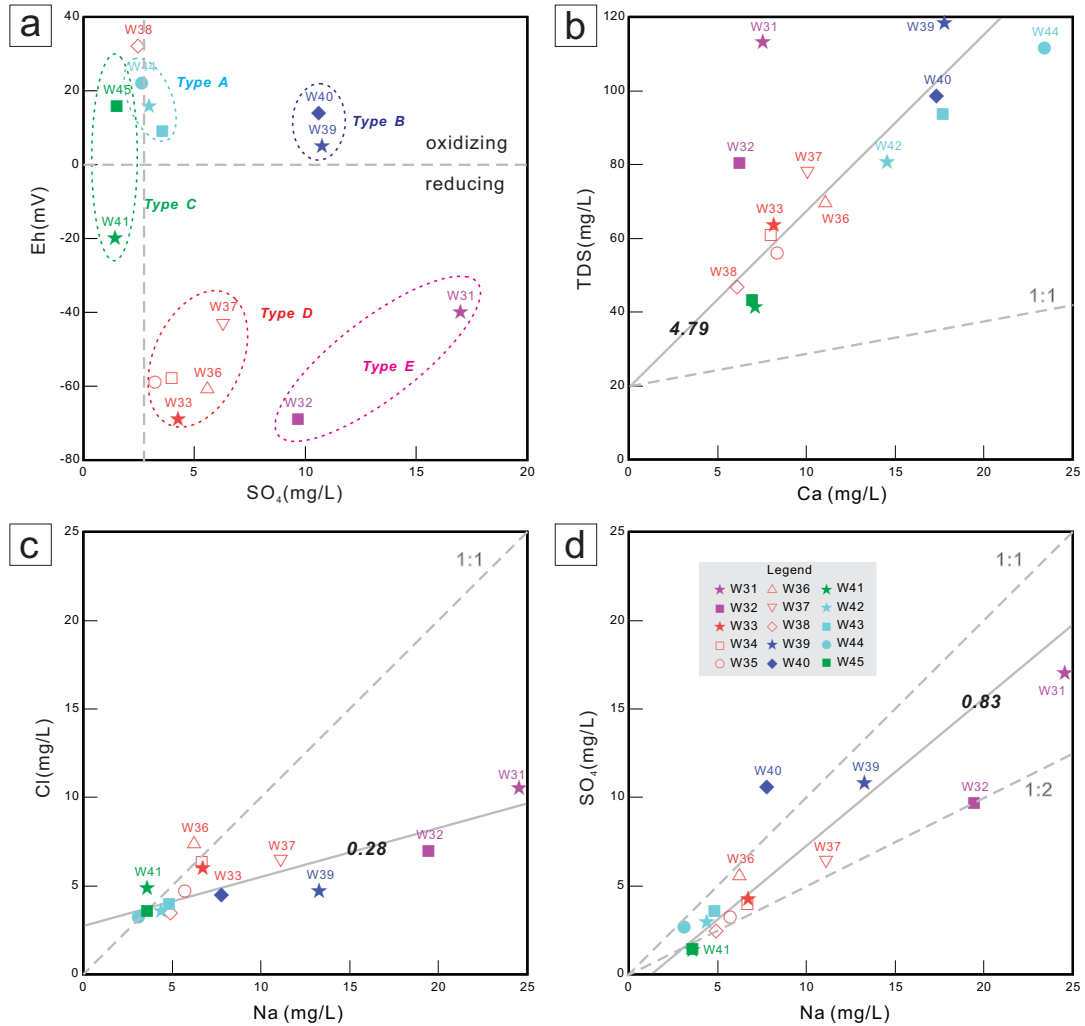 a
40
20
0
-20
-40
-60
-80
Eh(mV)
0
5
10
15
20
SO₄(mg/L)
W38
W44
W45
Type A
W40
W39
Type B
oxidizing
reducing
Type C
W41
W37
Type D
W36
W33
W31
Type E
W32
b
120
100
80
60
40
20
0
TDS(mg/L)
0
5
10
15
20
25
Ca (mg/L)
W31
W39
W44
W40
W32
W37
W42
W33
W36
W38
4.79
1:1
c
25
20
15
10
5
0
Cl(mg/L)
0
5
10
15
20
25
Na (mg/L)
1:1
W31
W36
W37
W32
0.28
W41
W33
W39
d
25
20
15
10
5
0
SO₄(mg/L)
0
5
10
15
20
25
Na (mg/L)
1:1
Legend
W31 W36 W41
W32 W37 W42
W33 W38 W43
W34 W39 W44
W35 W40 W45
0.83
W31
W40
W39
W32
1:2
W36
W37
W41